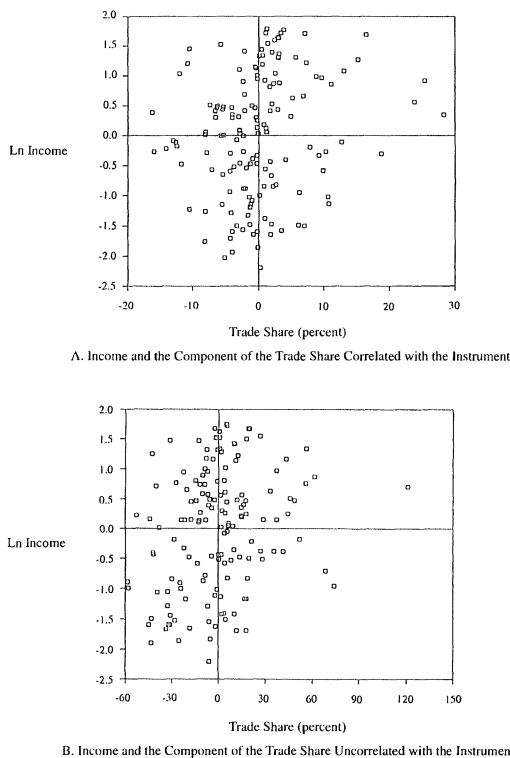 2.0
1.5
1.0
0.5
0.0
Ln Income
-0.5
-1.0
-1.5
-2.0
-2.5
-20 -10 0 10 20 30
Trade Share (percent)
A. Income and the Component of the Trade Share Correlated with the Instrument
2.0
1.5
1.0
0.5
0.0
Ln Income
-0.5
-1.0
-1.5
-2.0
-2.5
-60 -30 0 30 60 90 120 150
Trade Share (percent)
B. Income and the Component of the Trade Share Uncorrelated with the Instrumen